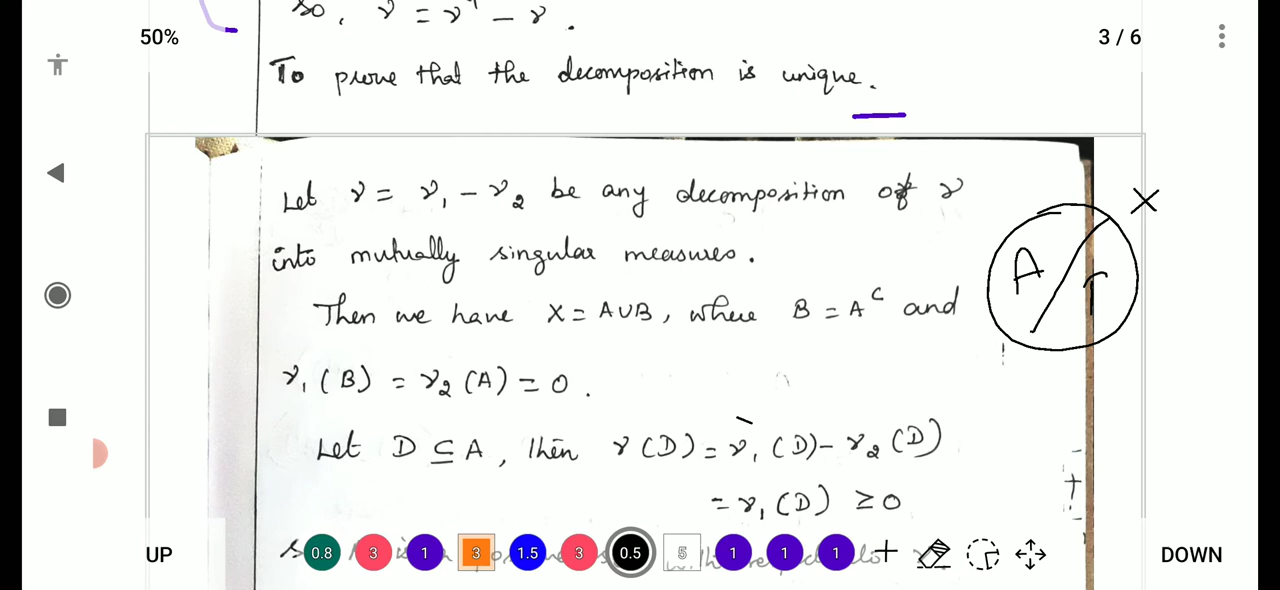 so, ν = ν⁺ − ν⁻.
50%
3 / 6
To prove that the decomposition is unique.
Let ν = ν₁ − ν₂ be any decomposition of ν
into mutually singular measures.
Then we have X = A∪B, where B = Aᶜ and
ν₁(B) = ν₂(A) = 0.
Let D ⊆ A, then ν(D) = ν₁(D) − ν₂(D)
= ν₁(D) ≥ 0
X
A
UP
0.8 3 1 3 1.5 3 0.5 5 1 1 1 +
DOWN